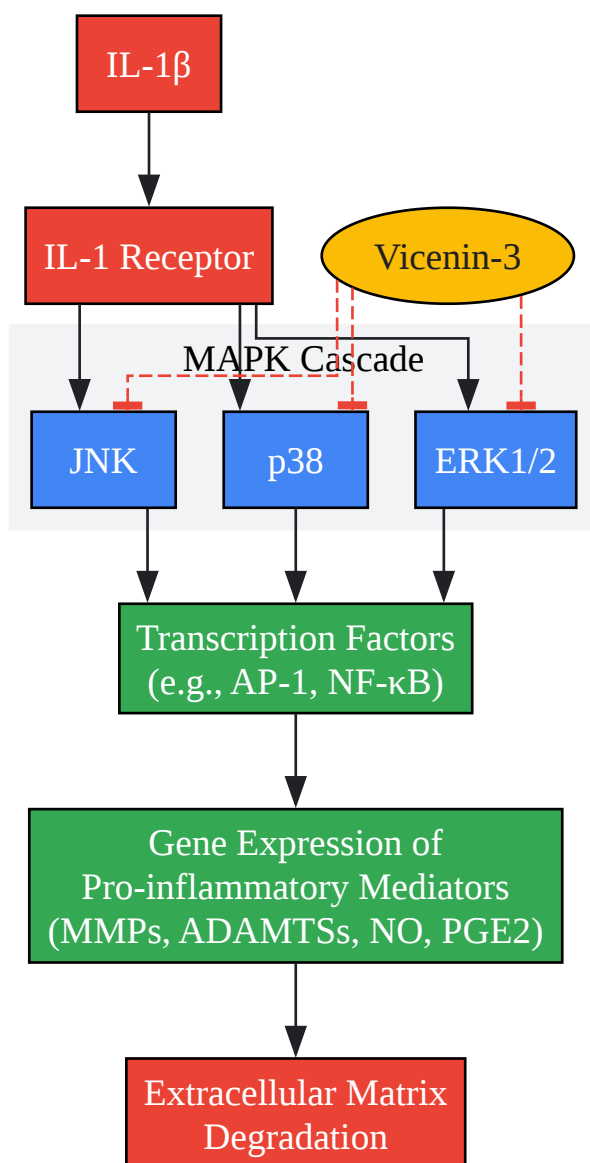 IL-1β
IL-1 Receptor
Vicenin-3
MAPK Cascade
JNK
p38
ERK1/2
Transcription Factors
(e.g., AP-1, NF-κB)
Gene Expression of
Pro-inflammatory Mediators
(MMPs, ADAMTSs, NO, PGE2)
Extracellular Matrix
Degradation